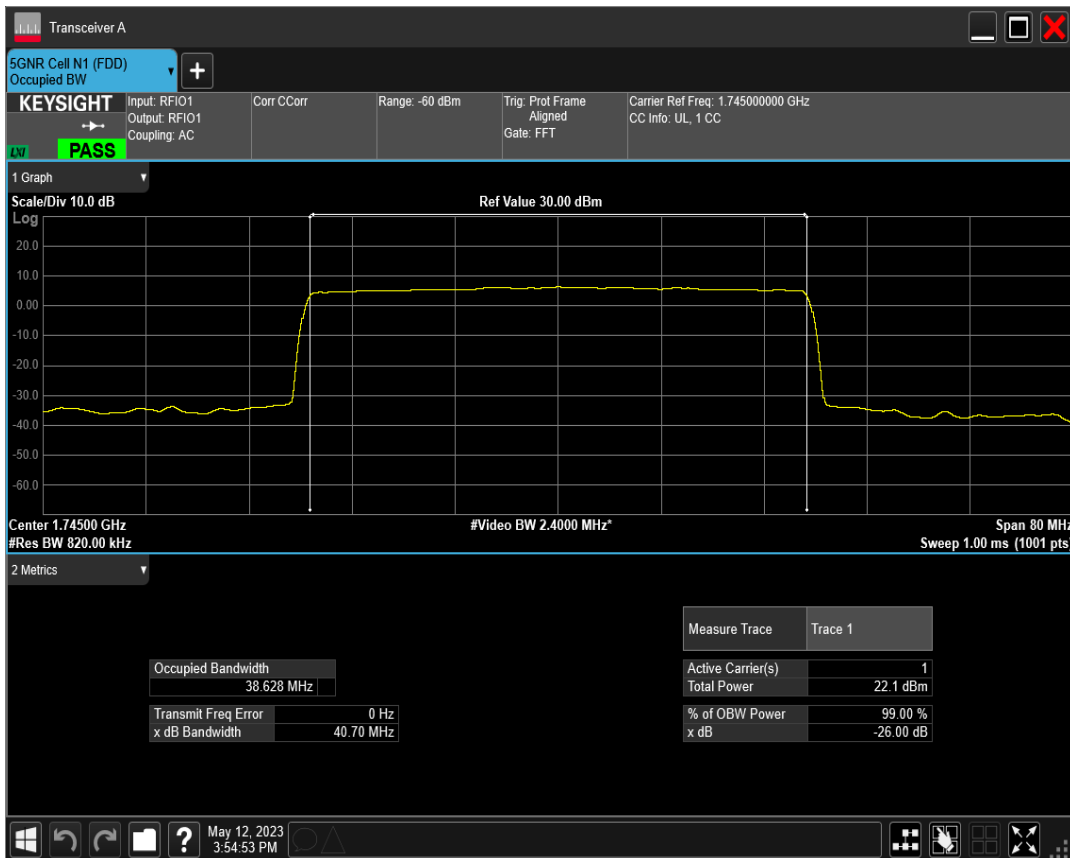 Transceiver A
5GNR Cell N1 (FDD)
Occupied BW
+
KEYSIGHT
LXI
PASS
Input: RFIO1
Output: RFIO1
Coupling: AC
Corr CCorr
Range: -60 dBm
Trig: Prot Frame
Aligned
Gate: FFT
Carrier Ref Freq: 1.745000000 GHz
CC Info: UL, 1 CC
1 Graph
Scale/Div 10.0 dB
Ref Value 30.00 dBm
Log
20.0
10.0
0.00
-10.0
-20.0
-30.0
-40.0
-50.0
-60.0
Center 1.74500 GHz
#Video BW 2.4000 MHz*
Span 80 MHz
#Res BW 820.00 kHz
Sweep 1.00 ms (1001 pts)
2 Metrics
Measure Trace Trace 1
Occupied Bandwidth
38.628 MHz
Active Carrier(s) 1
Total Power 22.1 dBm
Transmit Freq Error 0 Hz
x dB Bandwidth 40.70 MHz
% of OBW Power 99.00 %
x dB -26.00 dB
?
May 12, 2023
3:54:53 PM